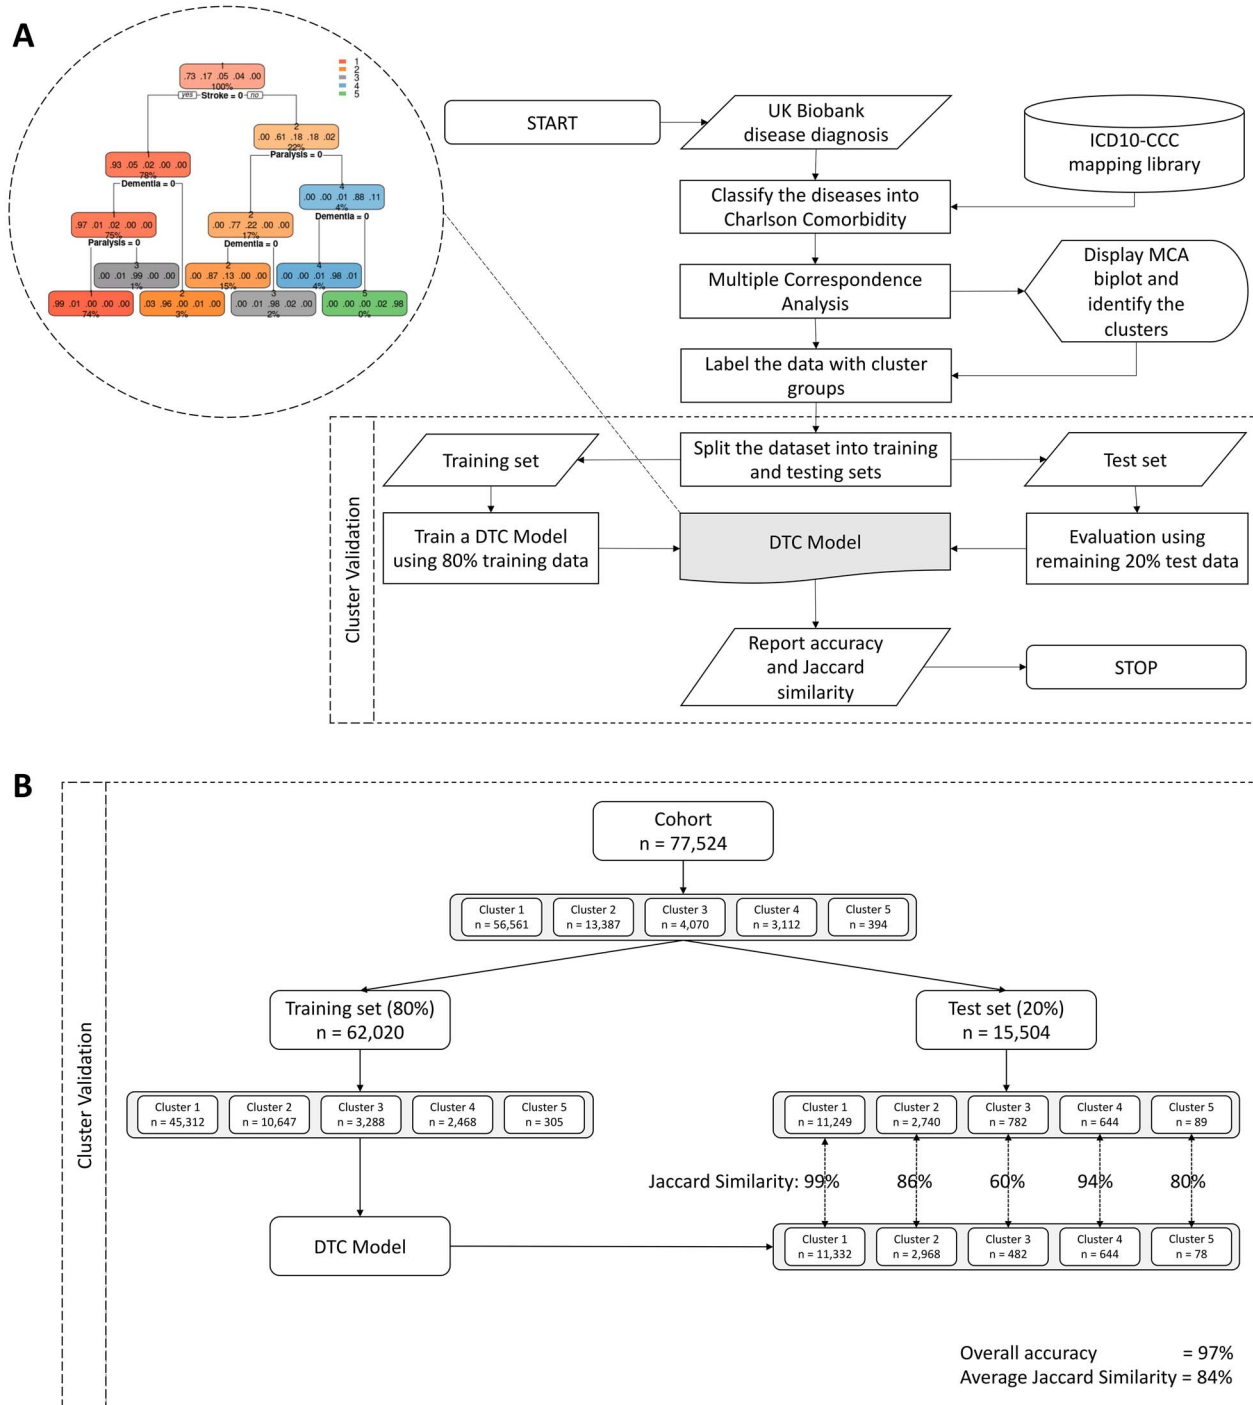 A
1
2
3
4
5
1
.73 .17 .05 .04 .00
100%
yes Stroke = 0 no
2
.00 .61 .18 .18 .02
22%
Paralysis = 0
1
.93 .05 .02 .00 .00
78%
Dementia = 0
4
.00 .00 .01 .88 .11
4%
Dementia = 0
1
.97 .01 .02 .00 .00
75%
Paralysis = 0
2
.00 .77 .22 .00 .00
17%
Dementia = 0
3
.00 .01 .99 .00 .00
1%
2
.00 .87 .13 .00 .00
15%
4
.00 .00 .01 .98 .01
4%
1
.99 .01 .00 .00 .00
74%
2
.03 .96 .00 .01 .00
3%
3
.00 .01 .98 .02 .00
2%
5
.00 .00 .00 .02 .98
0%
START
UK Biobank
disease diagnosis
ICD10-CCC
mapping library
Classify the diseases into
Charlson Comorbidity
Multiple Correspondence
Analysis
Display MCA
biplot and
identify the
clusters
Label the data with cluster
groups
Cluster Validation
Training set
Split the dataset into training
and testing sets
Test set
Train a DTC Model
using 80% training data
DTC Model
Evaluation using
remaining 20% test data
Report accuracy
and Jaccard
similarity
STOP
B
Cluster Validation
Cohort
n = 77,524
Cluster 1
n = 56,561
Cluster 2
n = 13,387
Cluster 3
n = 4,070
Cluster 4
n = 3,112
Cluster 5
n = 394
Training set (80%)
n = 62,020
Test set (20%)
n = 15,504
Cluster 1
n = 45,312
Cluster 2
n = 10,647
Cluster 3
n = 3,288
Cluster 4
n = 2,468
Cluster 5
n = 305
Cluster 1
n = 11,249
Cluster 2
n = 2,740
Cluster 3
n = 782
Cluster 4
n = 644
Cluster 5
n = 89
Jaccard Similarity: 99% 86% 60% 94% 80%
DTC Model
Cluster 1
n = 11,332
Cluster 2
n = 2,968
Cluster 3
n = 482
Cluster 4
n = 644
Cluster 5
n = 78
Overall accuracy = 97%
Average Jaccard Similarity = 84%